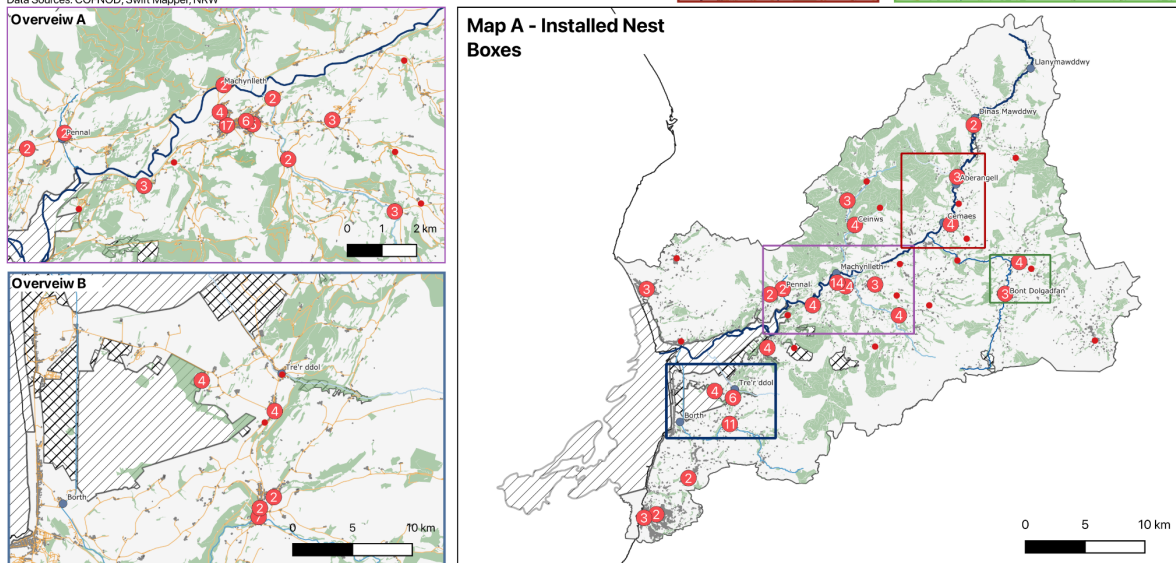 Data Sources: COFNOD, Swift Mapper, NRW
Overveiw A
2
Machynlleth
2
4
6
17
3
2
Pennal
2
2
3
3
0 1 2 km
Overveiw B
Tre'r ddol
4
4
Borth
2
2
0 5 10 km
Map A - Installed Nest
Boxes
Llanymawddwy
Dinas Mawddwy
2
3
Aberangell
3
Ceinws
4
Cemaes
4
4
Machynlleth
14
4
3
3
2
2
Pennal
4
4
3
Bont Dolgadfan
4
4
Tre'r ddol
6
Borth
11
2
3
2
0 5 10 km